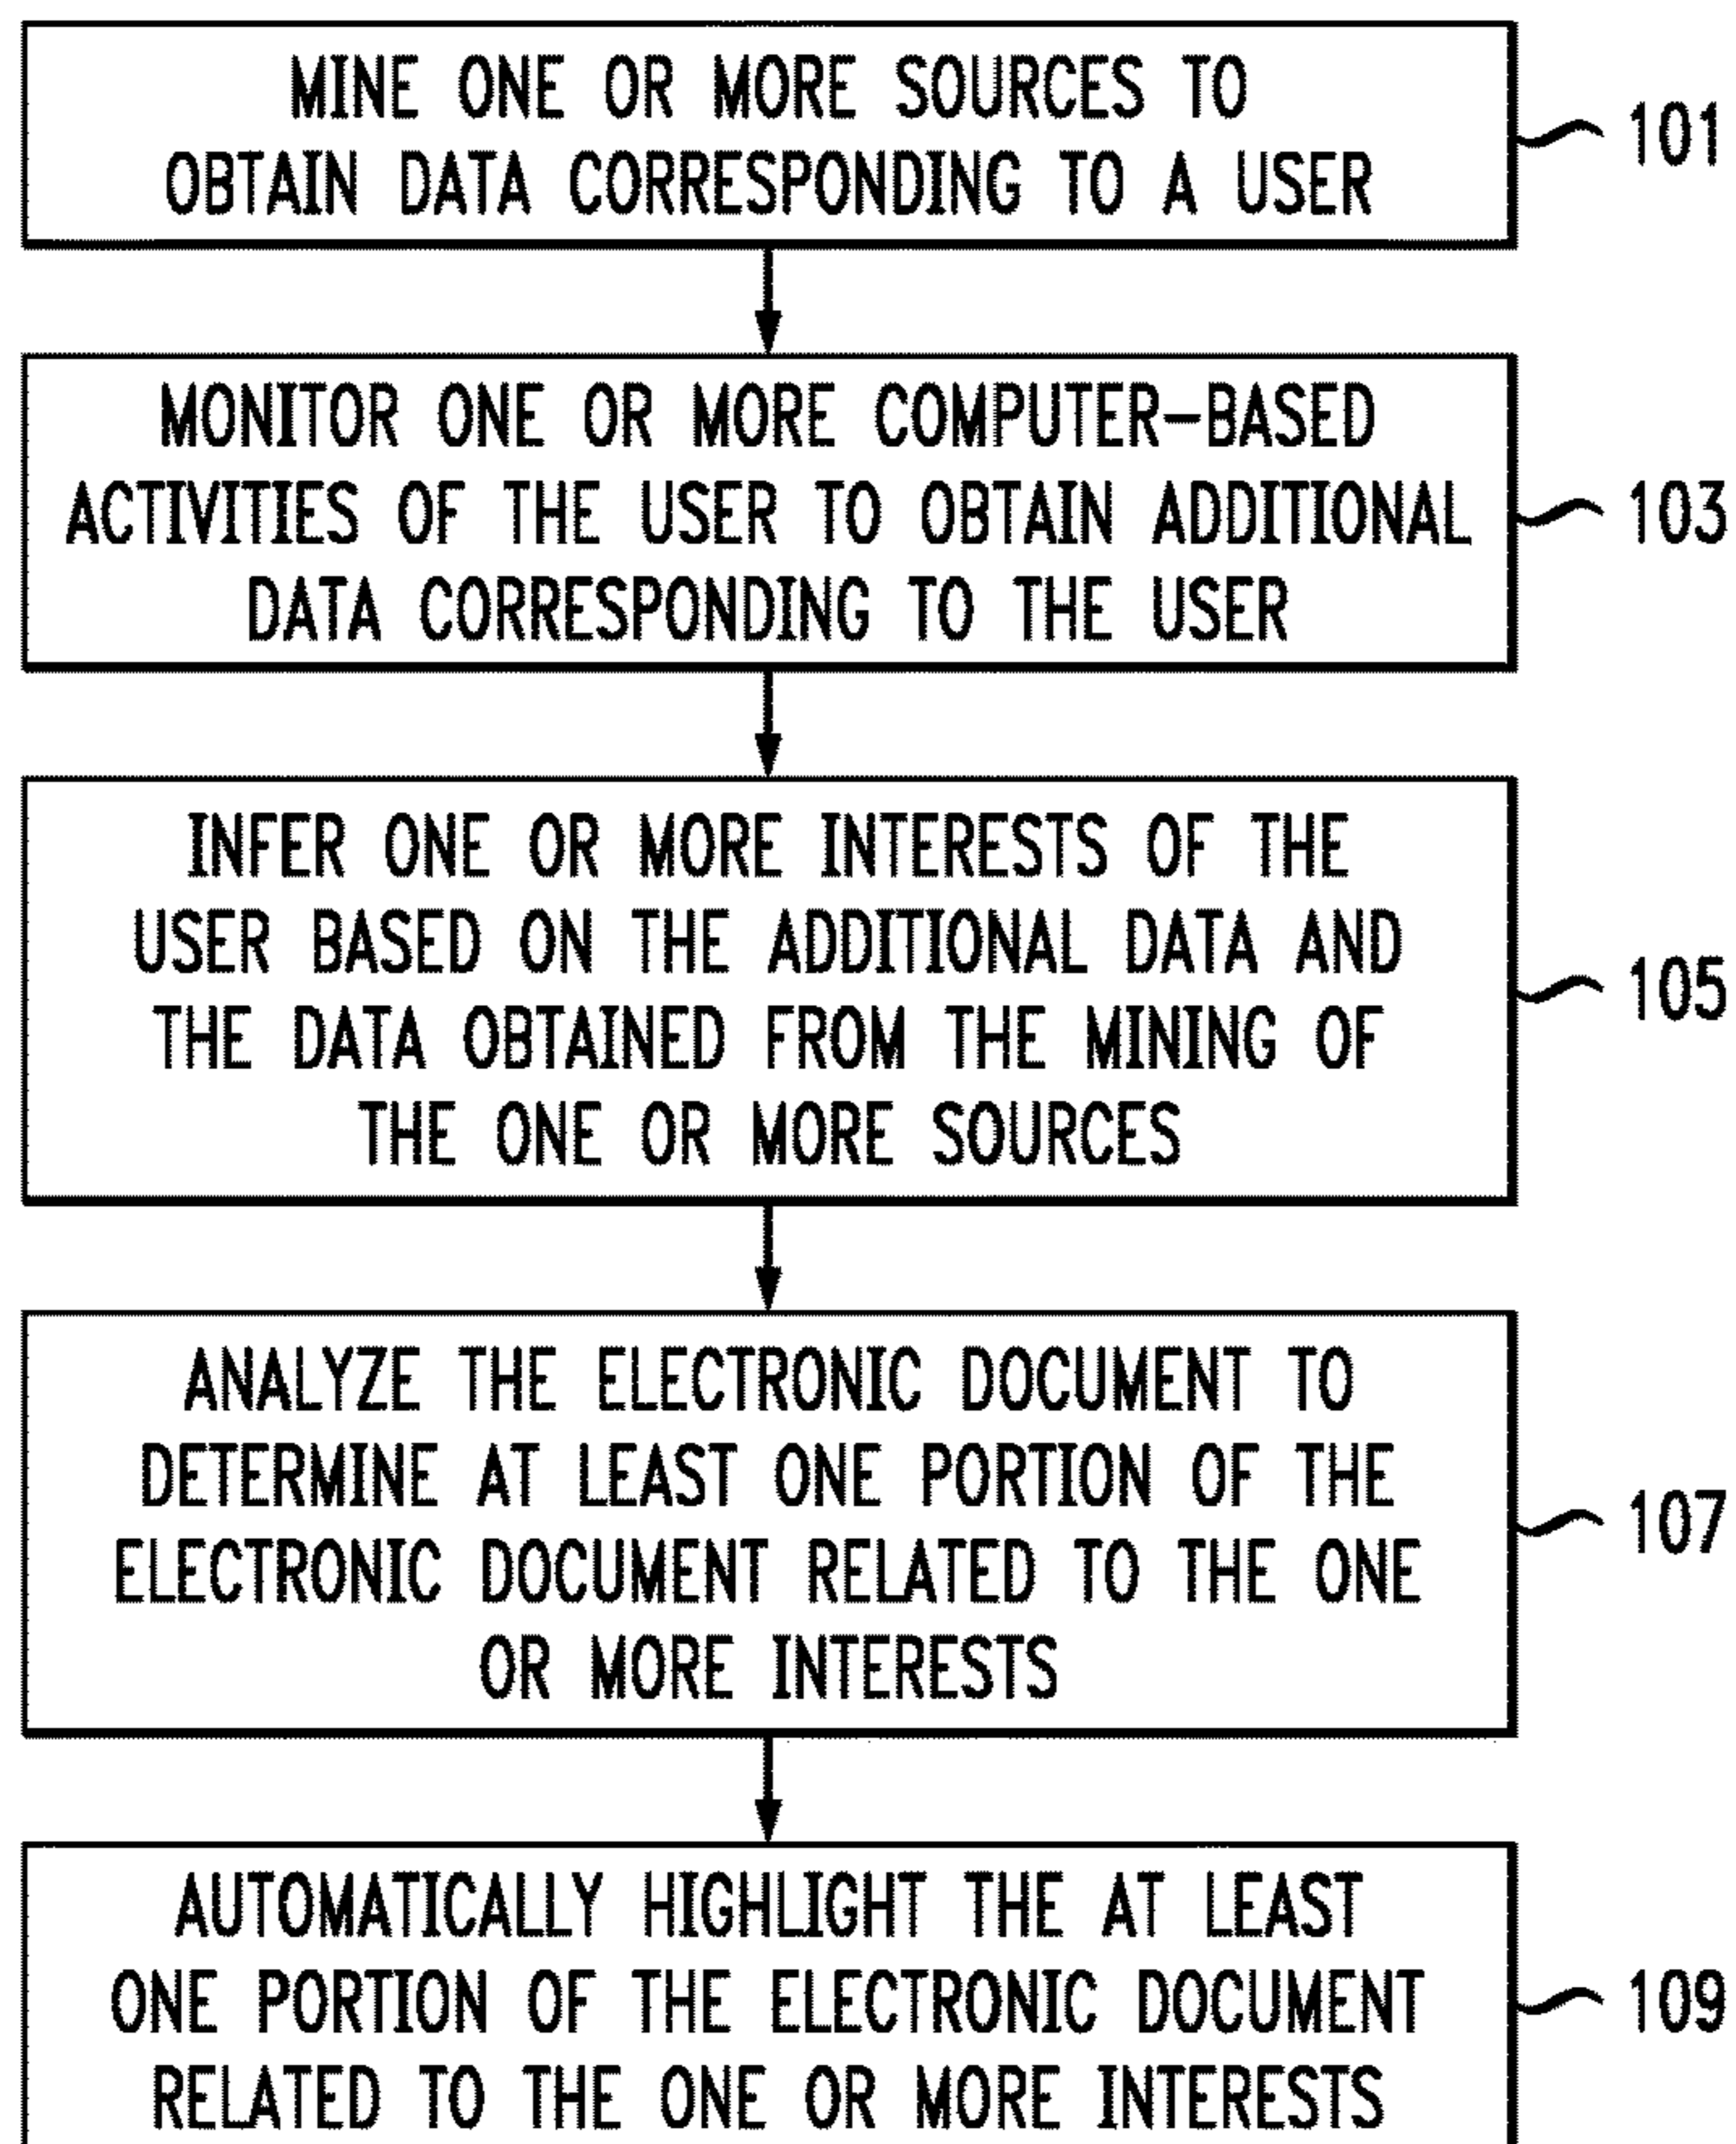 MINE ONE OR MORE SOURCES TO
OBTAIN DATA CORRESPONDING TO A USER
101
MONITOR ONE OR MORE COMPUTER-BASED
ACTIVITIES OF THE USER TO OBTAIN ADDITIONAL
DATA CORRESPONDING TO THE USER
103
INFER ONE OR MORE INTERESTS OF THE
USER BASED ON THE ADDITIONAL DATA AND
THE DATA OBTAINED FROM THE MINING OF
THE ONE OR MORE SOURCES
105
ANALYZE THE ELECTRONIC DOCUMENT TO
DETERMINE AT LEAST ONE PORTION OF THE
ELECTRONIC DOCUMENT RELATED TO THE ONE
OR MORE INTERESTS
107
AUTOMATICALLY HIGHLIGHT THE AT LEAST
ONE PORTION OF THE ELECTRONIC DOCUMENT
RELATED TO THE ONE OR MORE INTERESTS
109